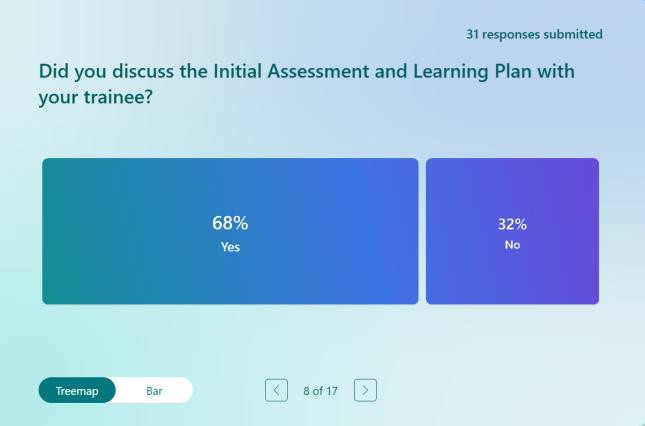 31 responses submitted
Did you discuss the Initial Assessment and Learning Plan with
your trainee?
68%
Yes
32%
No
Treemap
Bar
8 of 17